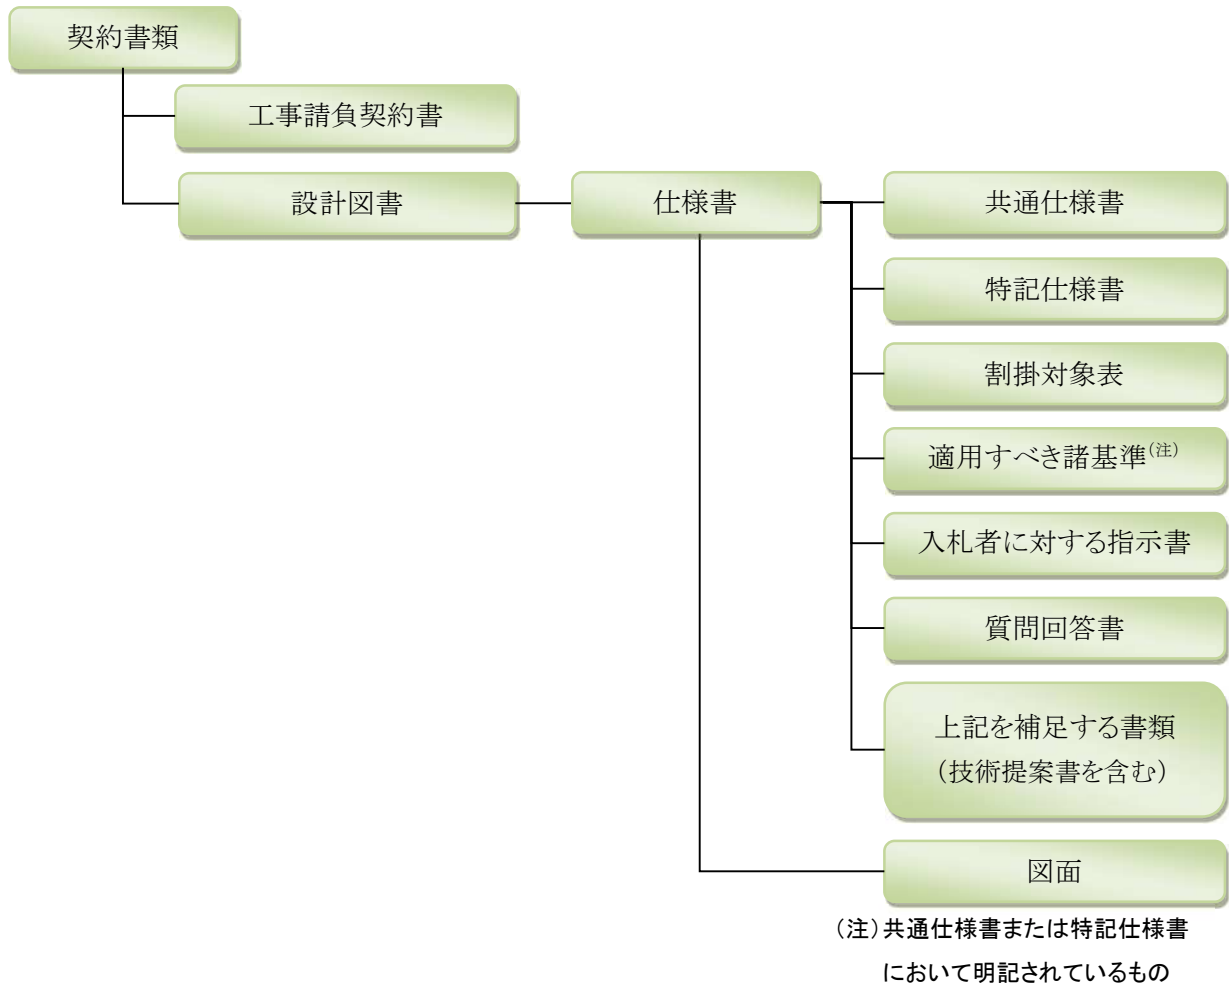 契約書類
工事請負契約書
設計図書
仕様書
共通仕様書
特記仕様書
割掛対象表
適用すべき諸基準(注)
入札者に対する指示書
質問回答書
上記を補足する書類
(技術提案書を含む)
図面
(注)共通仕様書または特記仕様書
において明記されているもの